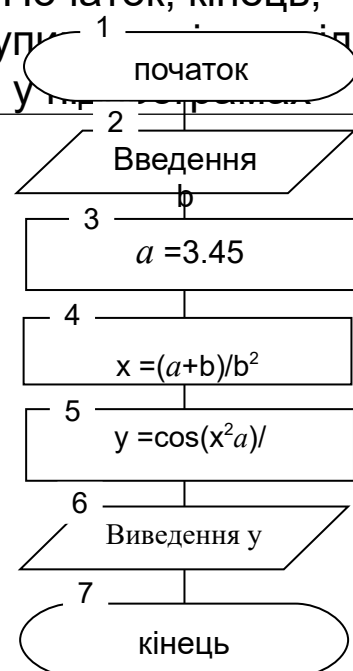 1
початок
2
Введення
b
3
a =3.45
4
x =(a+b)/b²
5
y =cos(x²a)/
6
Виведення y
7
кінець